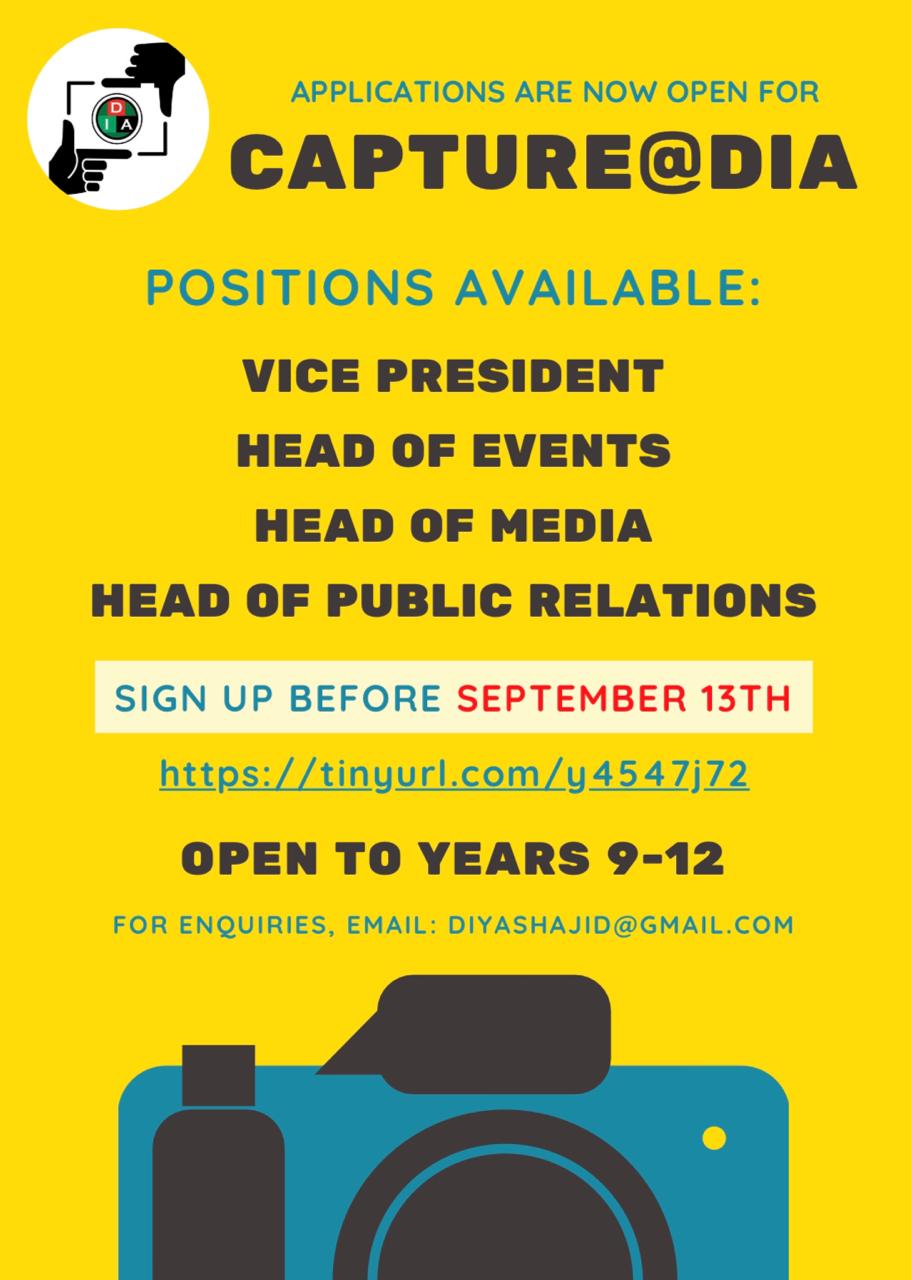 D
I A
APPLICATIONS ARE NOW OPEN FOR
CAPTURE@DIA
POSITIONS AVAILABLE:
VICE PRESIDENT
HEAD OF EVENTS
HEAD OF MEDIA
HEAD OF PUBLIC RELATIONS
SIGN UP BEFORE SEPTEMBER 13TH
https://tinyurl.com/y4547j72
OPEN TO YEARS 9-12
FOR ENQUIRIES, EMAIL: DIYASHAJID@GMAIL.COM